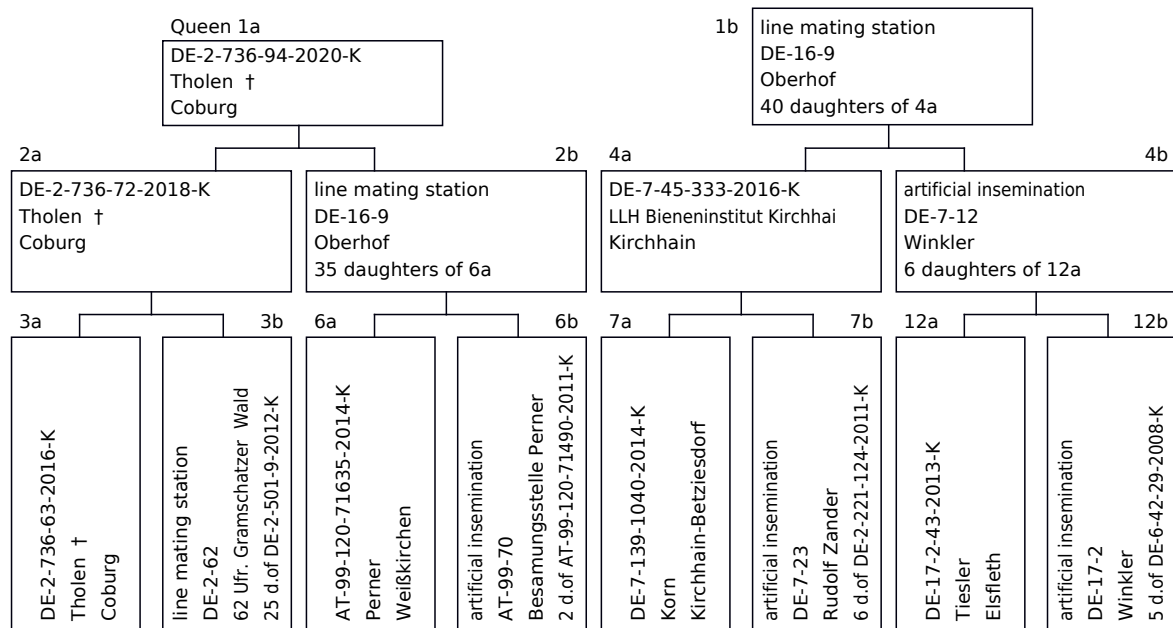 Queen 1a
DE-2-736-94-2020-K
Tholen †
Coburg
1b
line mating station
DE-16-9
Oberhof
40 daughters of 4a
2a
DE-2-736-72-2018-K
Tholen †
Coburg
2b
line mating station
DE-16-9
Oberhof
35 daughters of 6a
4a
DE-7-45-333-2016-K
LLH Bieneninstitut Kirchhai
Kirchhain
4b
artificial insemination
DE-7-12
Winkler
6 daughters of 12a
3a
DE-2-736-63-2016-K
Tholen †
Coburg
3b
line mating station
DE-2-62
62 Ufr. Gramschatzer Wald
25 d.of DE-2-501-9-2012-K
6a
AT-99-120-71635-2014-K
Perner
Weißkirchen
6b
artificial insemination
AT-99-70
Besamungsstelle Perner
2 d.of AT-99-120-71490-2011-K
7a
DE-7-139-1040-2014-K
Korn
Kirchhain-Betziesdorf
7b
artificial insemination
DE-7-23
Rudolf Zander
6 d.of DE-2-221-124-2011-K
12a
DE-17-2-43-2013-K
Tiesler
Elsfleth
12b
artificial insemination
DE-17-2
Winkler
5 d.of DE-6-42-29-2008-K